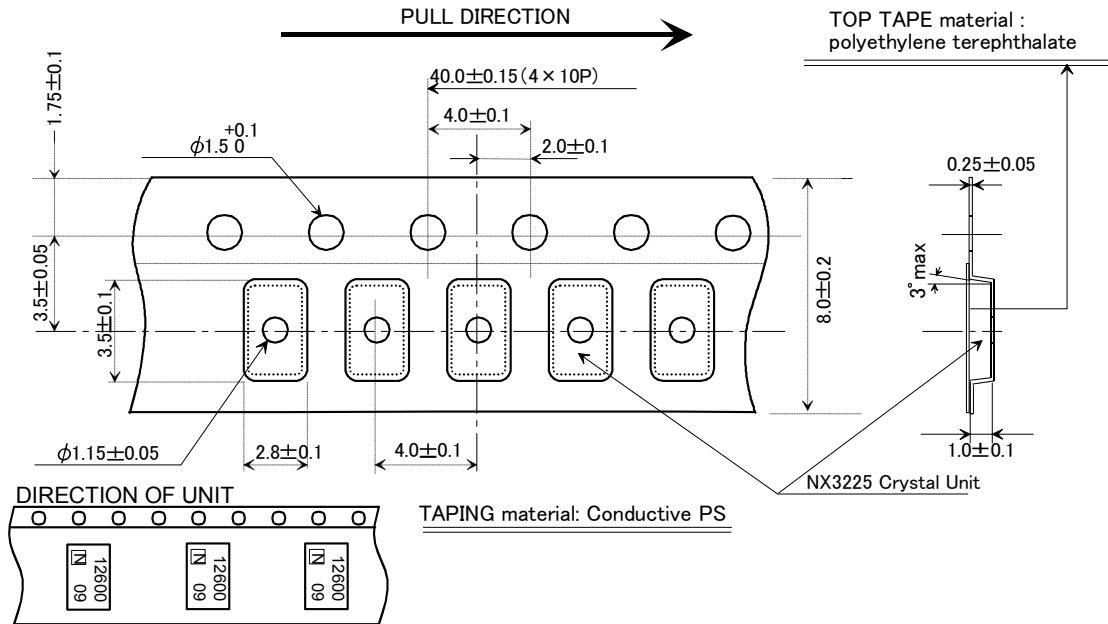 PULL DIRECTION
TOP TAPE material :
polyethylene terephthalate
1.75±0.1
40.0±0.15(4×10P)
4.0±0.1
+0.1
φ1.5 0
2.0±0.1
0.25±0.05
3.5±0.05
3.5±0.1
8.0±0.2
3°max
φ1.15±0.05
2.8±0.1
4.0±0.1
1.0±0.1
NX3225 Crystal Unit
DIRECTION OF UNIT
TAPING material: Conductive PS
12600
N 09
12600
N 09
12600
N 09